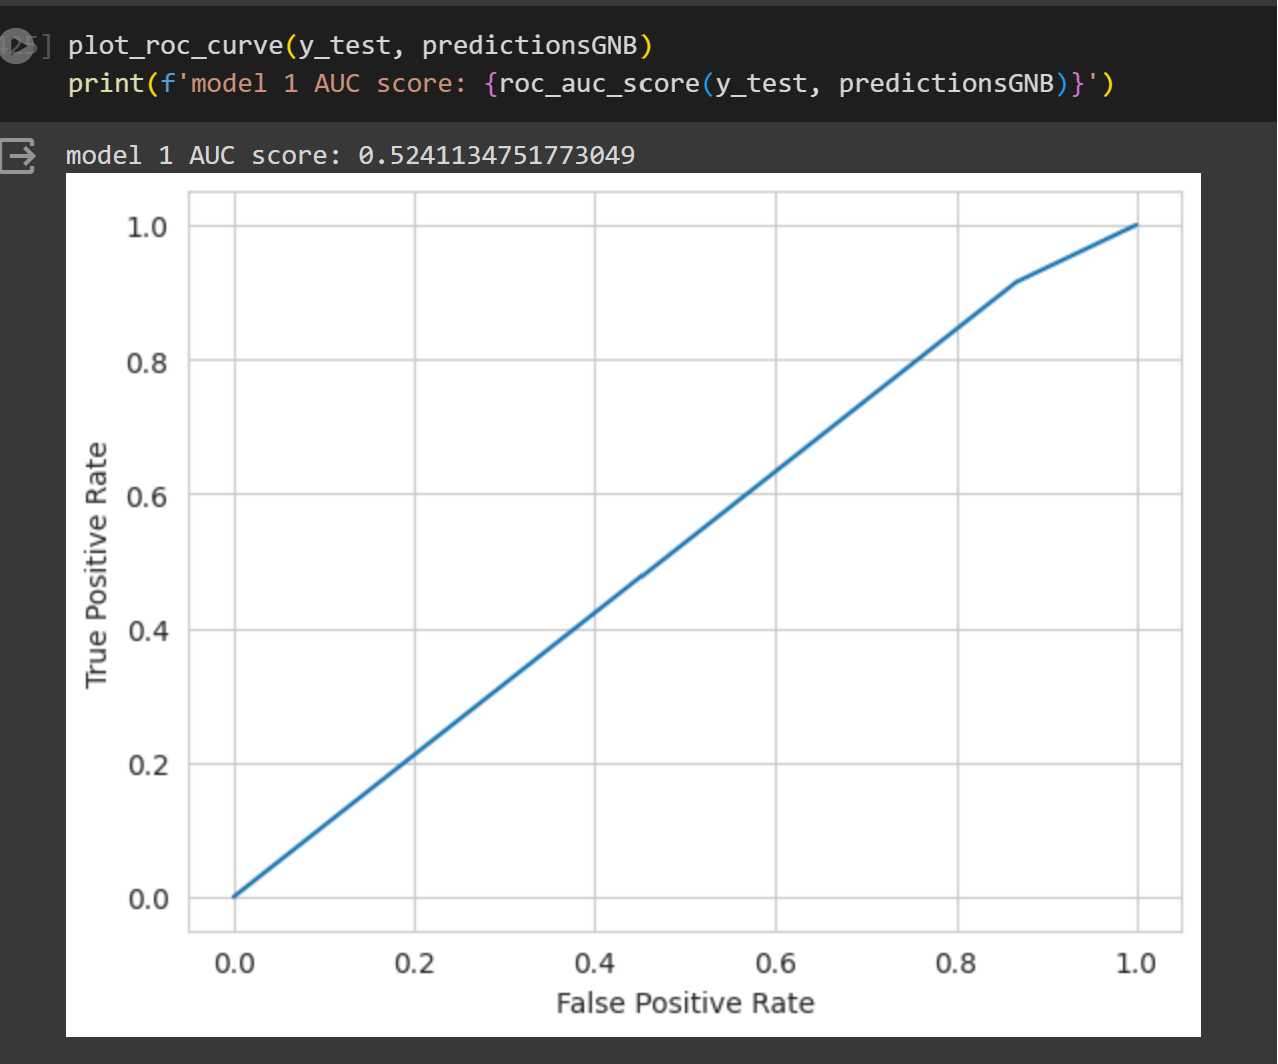 plot_roc_curve(y_test, predictionsGNB)
print(f'model 1 AUC score: {roc_auc_score(y_test, predictionsGNB)}')
model 1 AUC score: 0.5241134751773049
1.0
0.8
0.6
0.4
0.2
0.0
True Positive Rate
0.0 0.2 0.4 0.6 0.8 1.0
False Positive Rate